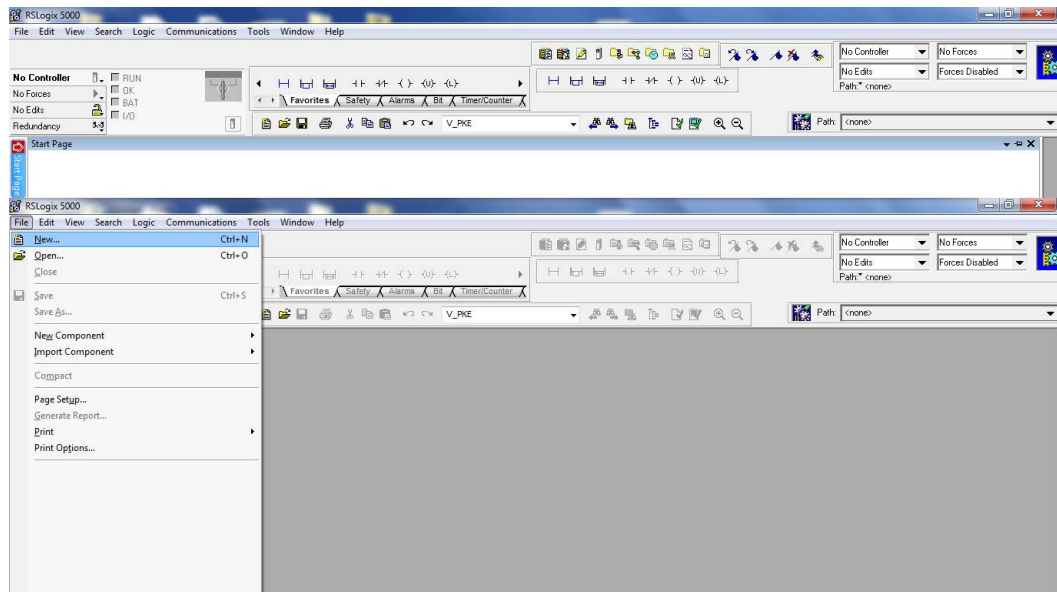 RSLogix 5000
File Edit View Search Logic Communications Tools Window Help
No Controller No Forces
No Edits Forces Disabled
Path: <none>
No Controller RUN
No Forces OK
No Edits BAT
Redundancy I/O
Favorites Safety Alarms Bit Timer/Counter
V_PKE
Path: <none>
Start Page
Start Page
RSLogix 5000
File Edit View Search Logic Communications Tools Window Help
New... Ctrl+N
Open... Ctrl+O
Close
Save Ctrl+S
Save As...
New Component
Import Component
Compact
Page Setup...
Generate Report...
Print
Print Options...
No Controller No Forces
No Edits Forces Disabled
Path:* <none>
Favorites Safety Alarms Bit Timer/Counter
V_PKE
Path: <none>